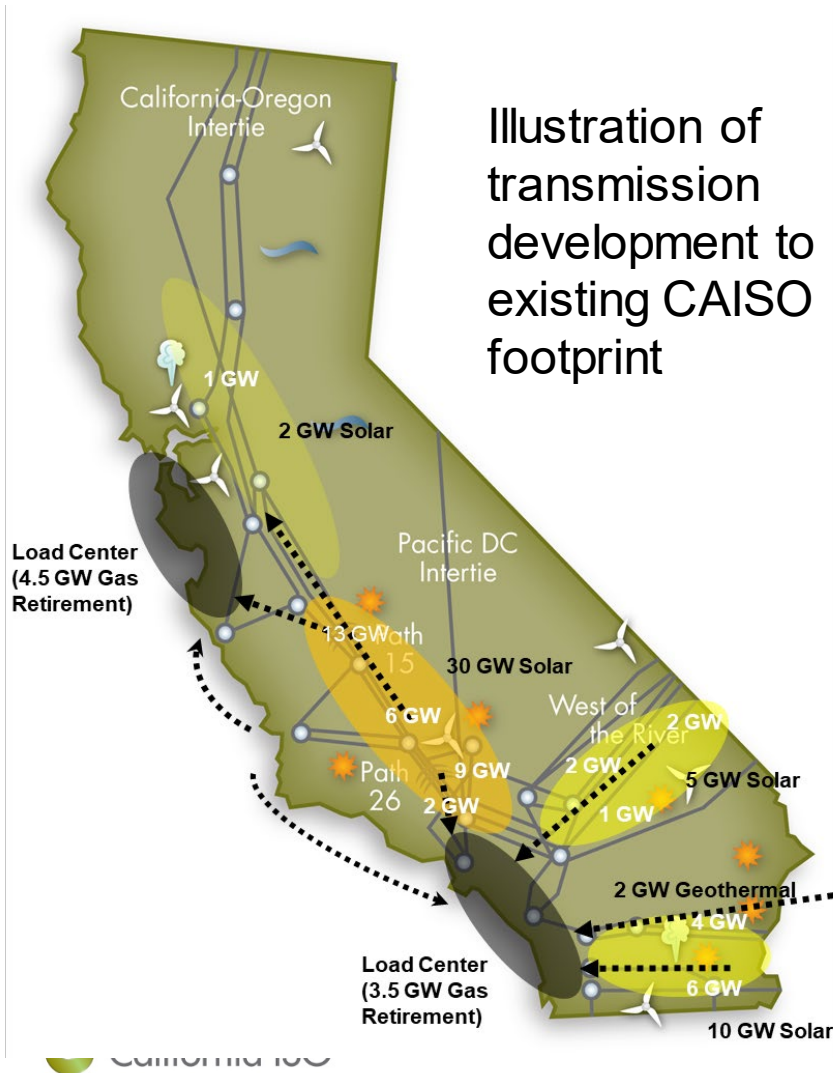 California-Oregon
Intertie
Illustration of
transmission
development to
existing CAISO
footprint
1 GW
2 GW Solar
Load Center
(4.5 GW Gas
Retirement)
Pacific DC
Intertie
13 GW
Path
15
30 GW Solar
6 GW
West of
the River
2 GW
Path
26
9 GW
2 GW
2 GW
5 GW Solar
1 GW
2 GW Geothermal
4 GW
Load Center
(3.5 GW Gas
Retirement)
6 GW
10 GW Solar
California ISO